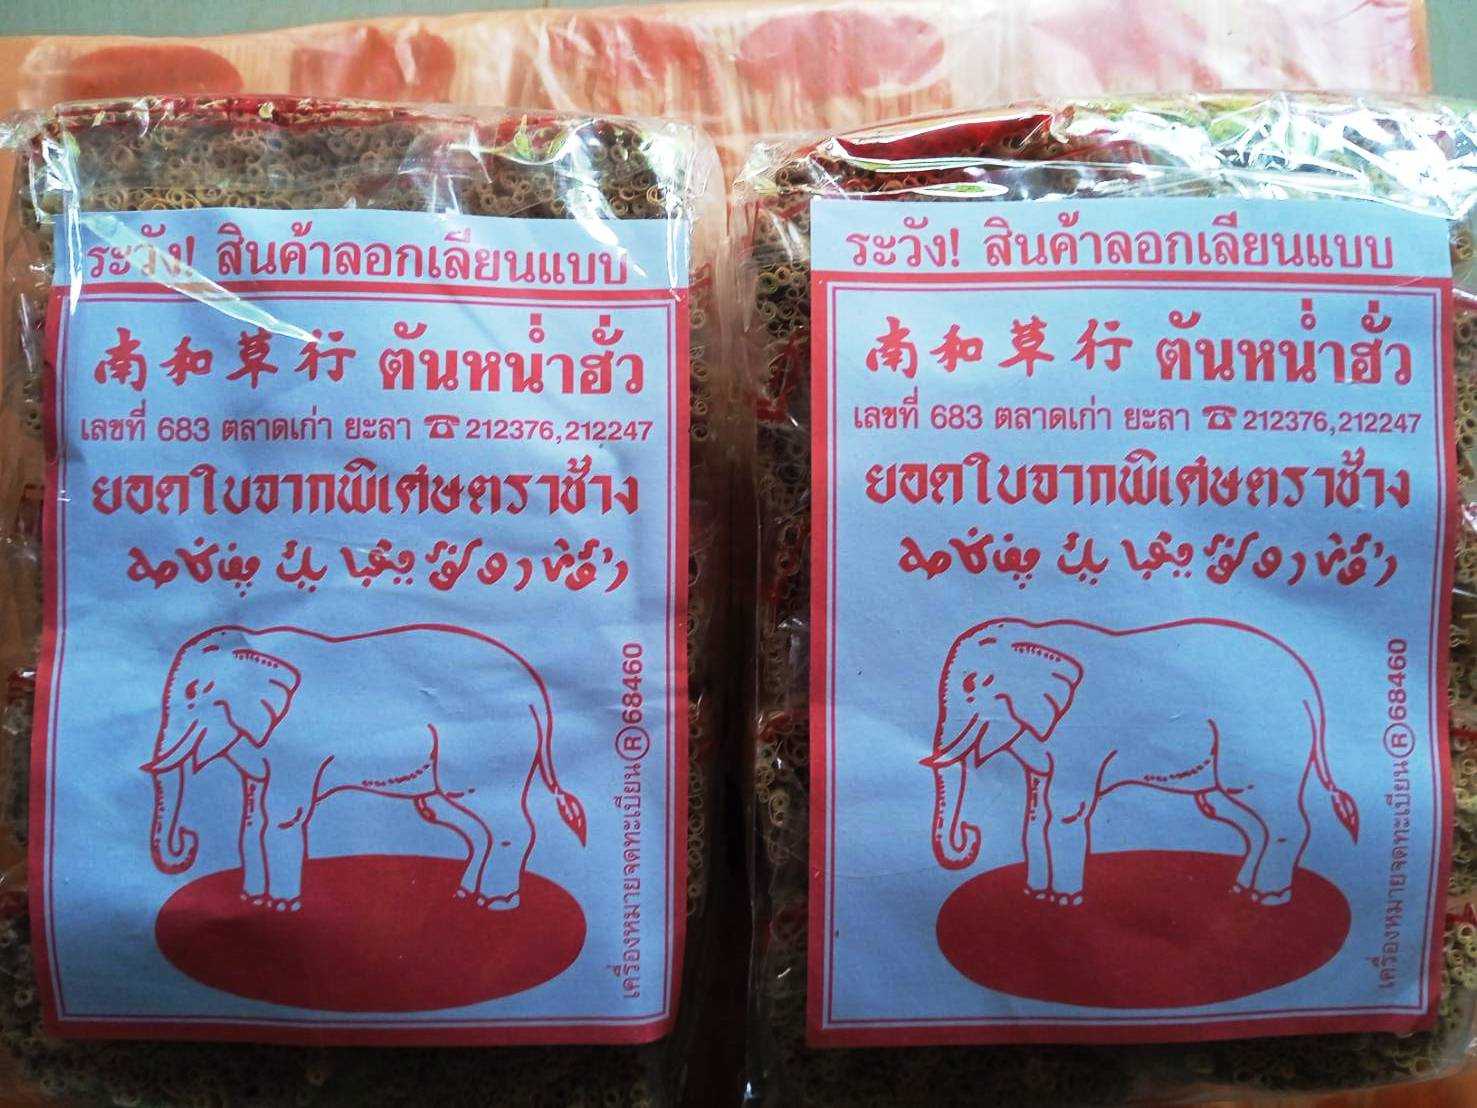 ระวัง! สินค้าลอกเลียนแบบ
南和草行 ตันหน่ำฮั่ว
เลขที่ 683 ตลาดเก่า ยะลา ☎ 212376,212247
ยอดใบจากพิเศษตราช้าง
เครื่องหมายจดทะเบียน ® 68460
ระวัง! สินค้าลอกเลียนแบบ
南和草行 ตันหน่ำฮั่ว
เลขที่ 683 ตลาดเก่า ยะลา ☎ 212376,212247
ยอดใบจากพิเศษตราช้าง
เครื่องหมายจดทะเบียน ® 68460